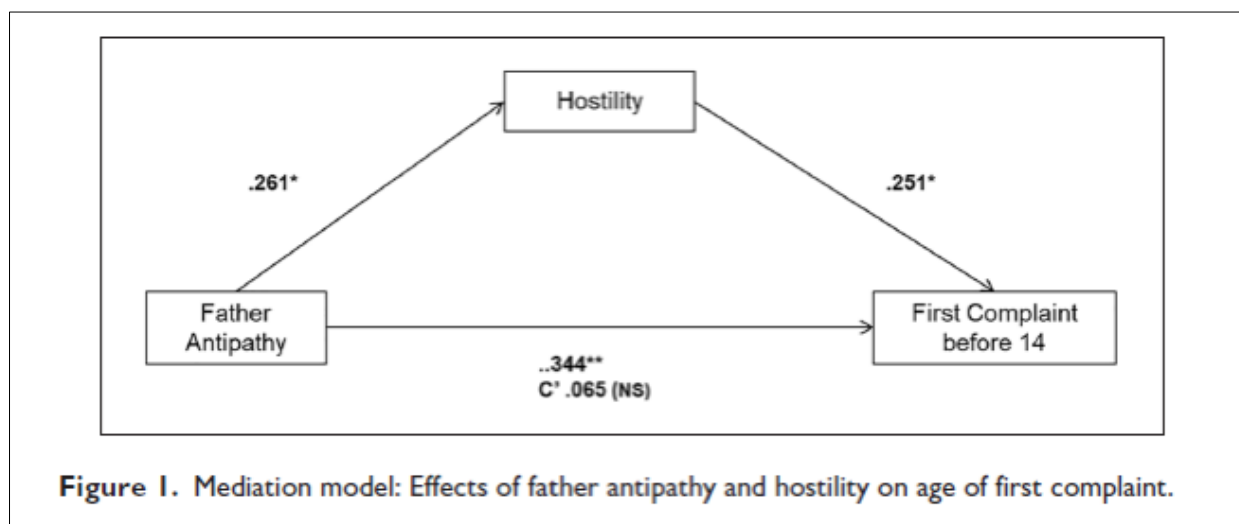 Hostility
.261*
.251*
Father
Antipathy
First Complaint
before 14
..344**
C' .065 (NS)
Figure 1. Mediation model: Effects of father antipathy and hostility on age of first complaint.